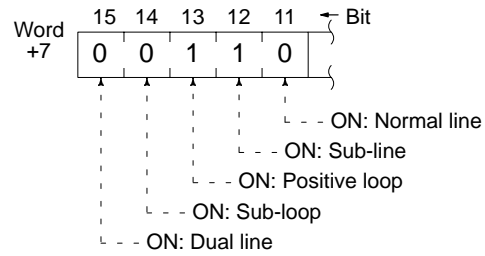 15 14 13 12 11 Bit
Word
+7
0 0 1 1 0
ON: Normal line
ON: Sub-line
ON: Positive loop
ON: Sub-loop
ON: Dual line